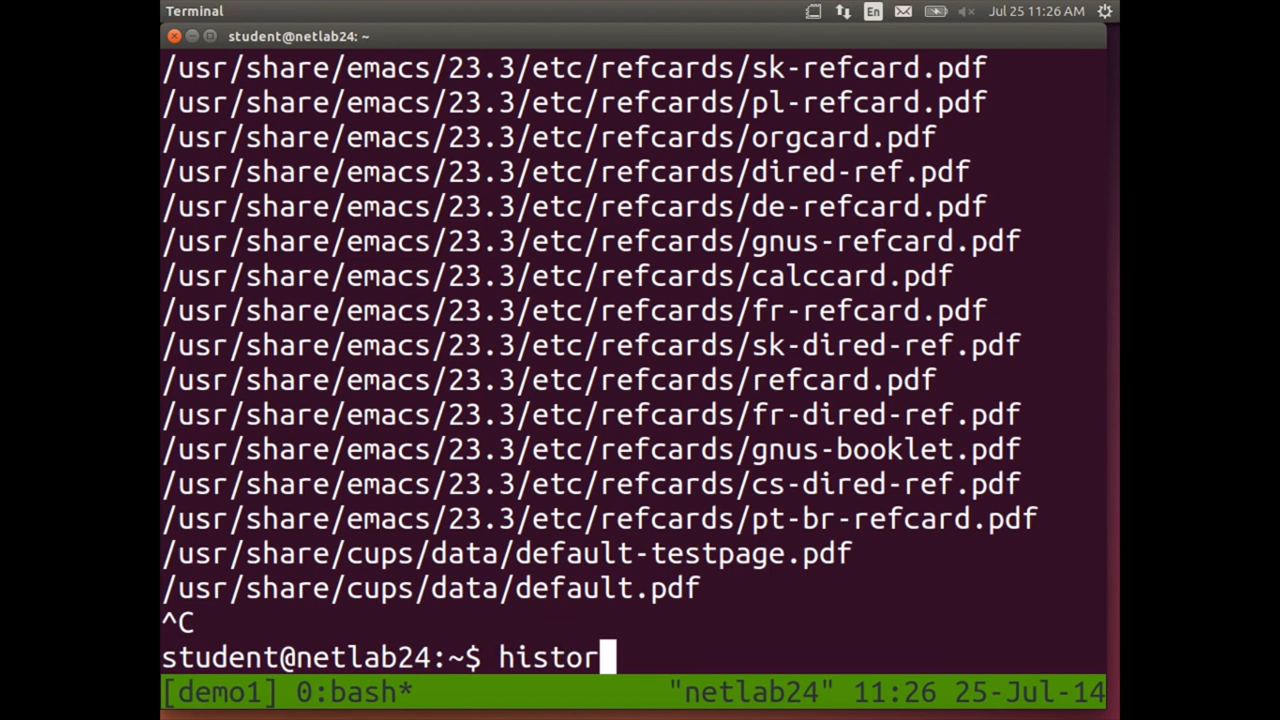 Terminal
En
Jul 25 11:26 AM
student@netlab24: ~
/usr/share/emacs/23.3/etc/refcards/sk-refcard.pdf
/usr/share/emacs/23.3/etc/refcards/pl-refcard.pdf
/usr/share/emacs/23.3/etc/refcards/orgcard.pdf
/usr/share/emacs/23.3/etc/refcards/dired-ref.pdf
/usr/share/emacs/23.3/etc/refcards/de-refcard.pdf
/usr/share/emacs/23.3/etc/refcards/gnus-refcard.pdf
/usr/share/emacs/23.3/etc/refcards/calccard.pdf
/usr/share/emacs/23.3/etc/refcards/fr-refcard.pdf
/usr/share/emacs/23.3/etc/refcards/sk-dired-ref.pdf
/usr/share/emacs/23.3/etc/refcards/refcard.pdf
/usr/share/emacs/23.3/etc/refcards/fr-dired-ref.pdf
/usr/share/emacs/23.3/etc/refcards/gnus-booklet.pdf
/usr/share/emacs/23.3/etc/refcards/cs-dired-ref.pdf
/usr/share/emacs/23.3/etc/refcards/pt-br-refcard.pdf
/usr/share/cups/data/default-testpage.pdf
/usr/share/cups/data/default.pdf
^C
student@netlab24:~$ histor
[demo1] 0:bash* "netlab24" 11:26 25-Jul-14